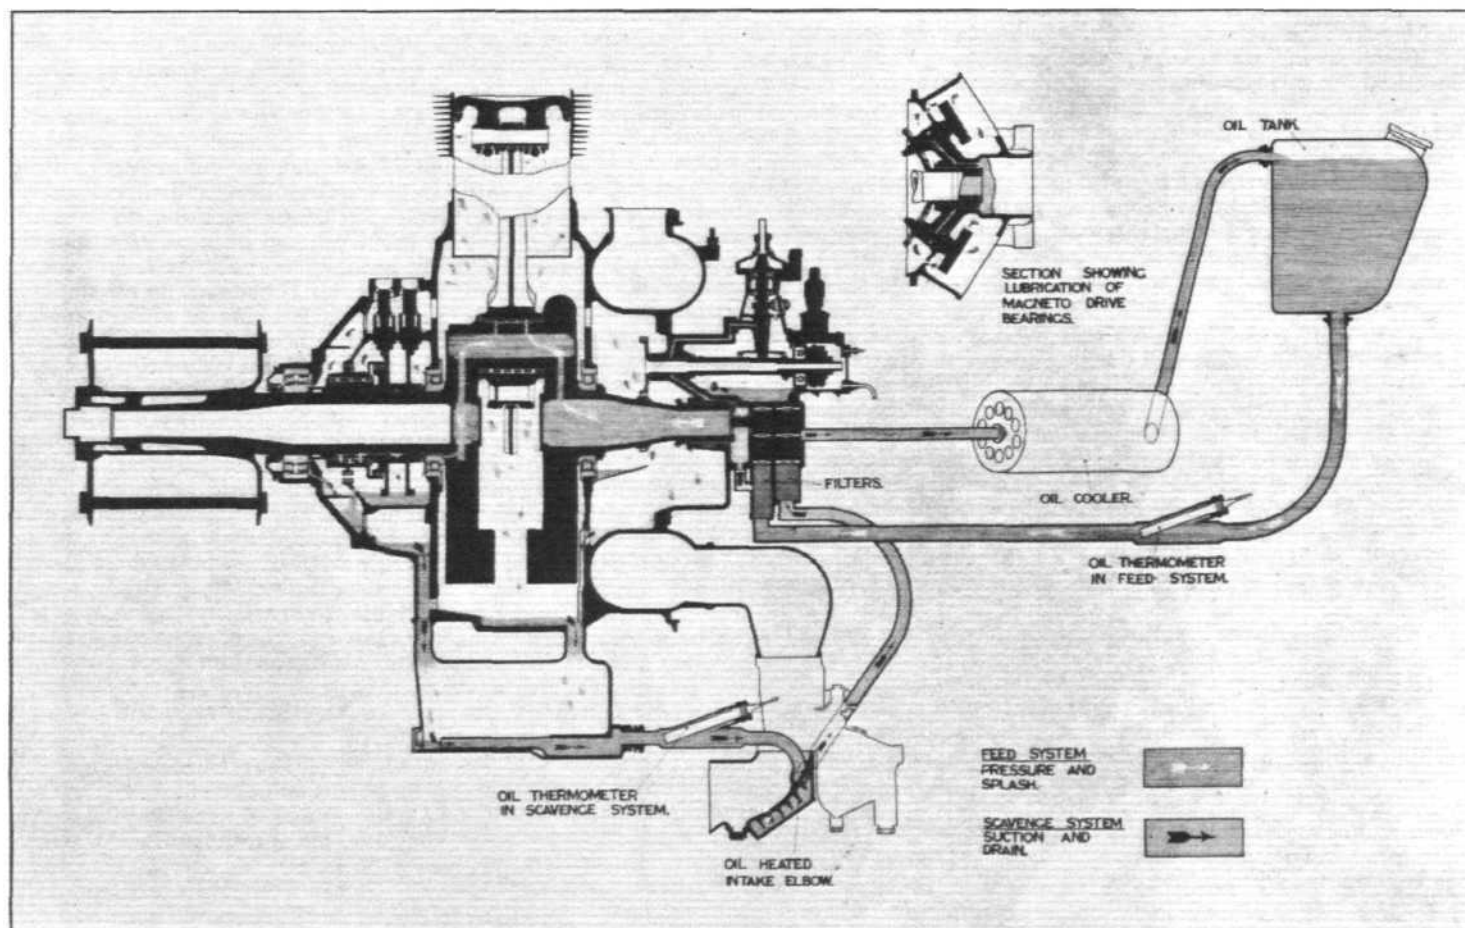 OIL TANK.
SECTION SHOWING
LUBRICATION OF
MAGNETO DRIVE
BEARINGS.
FILTERS.
OIL COOLER.
OIL THERMOMETER
IN FEED SYSTEM.
OIL THERMOMETER
IN SCAVENGE SYSTEM.
OIL HEATED
INTAKE ELBOW.
FEED SYSTEM
PRESSURE AND
SPLASH.
SCAVENGE SYSTEM
SUCTION AND
DRAIN.